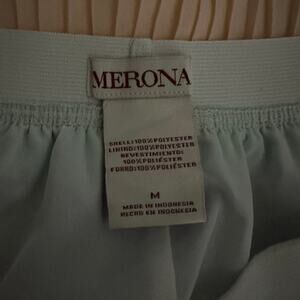 MERONA
SHELL: 100% POLYESTER
LINING: 100% POLYESTER
REVESTIMIENTO:
100% POLIÉSTER
FORRO: 100% POLIÉSTER
M
MADE IN INDONESIA
HECHO EN INDONESIA